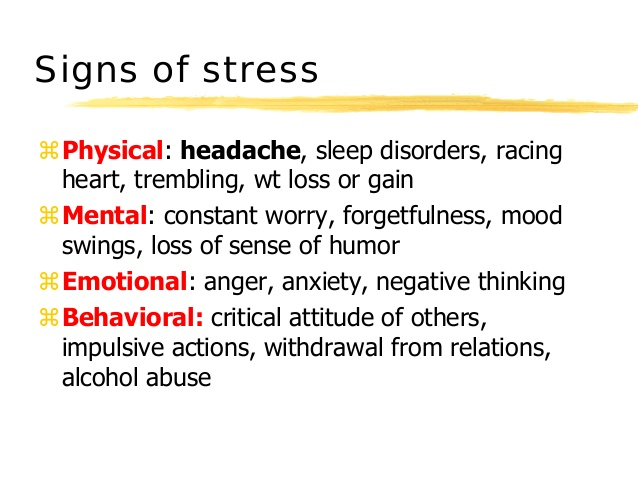 Signs of stress
⌘Physical: headache, sleep disorders, racing
heart, trembling, wt loss or gain
⌘Mental: constant worry, forgetfulness, mood
swings, loss of sense of humor
⌘Emotional: anger, anxiety, negative thinking
⌘Behavioral: critical attitude of others,
impulsive actions, withdrawal from relations,
alcohol abuse